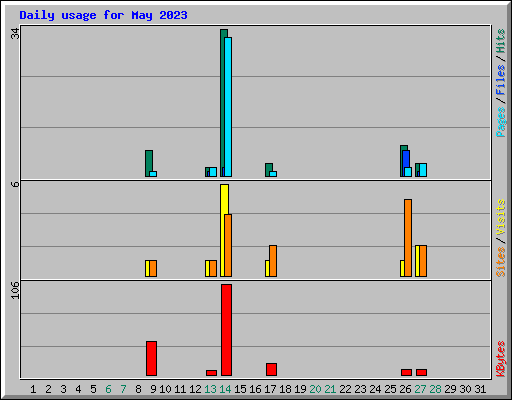 Daily usage for May 2023
34
Pages / Files / Hits
6
Sites / Visits
106
KBytes
1 2 3 4 5 6 7 8 9 10 11 12 13 14 15 16 17 18 19 20 21 22 23 24 25 26 27 28 29 30 31